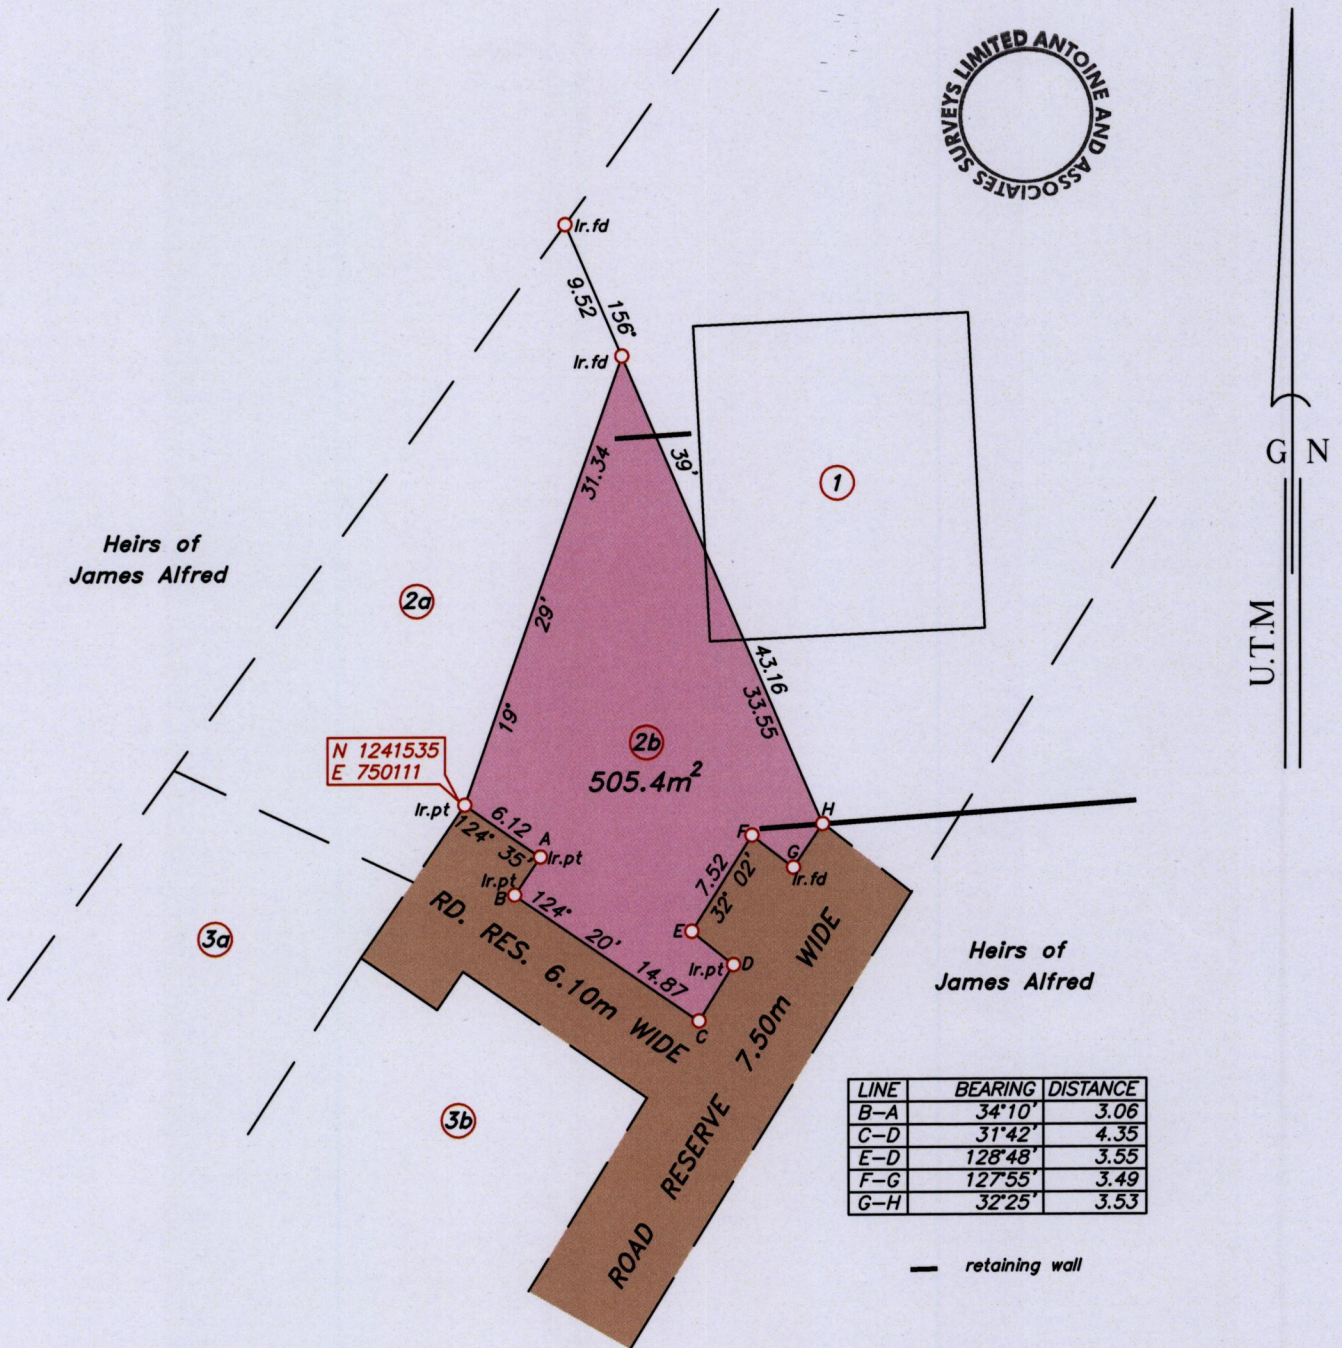 ANTOINE AND ASSOCIATES SURVEYS LIMITED
Ir.fd
9.52
156°
Ir.fd
39'
31.34
1
G N
Heirs of
James Alfred
2a
29'
U.T.M
43.16
33.55
19°
2b
505.4m²
N 1241535
E 750111
Ir.pt
6.12
124° 35'
A
Ir.pt
Ir.pt
B
H
F
G
Ir.fd
7.52
32° 02'
124° 20' 14.87
E
Ir.pt
D
C
3a
RD. RES. 6.10m WIDE
Heirs of
James Alfred
ROAD RESERVE 7.50m WIDE
3b
LINE BEARING DISTANCE
B-A 34°10' 3.06
C-D 31°42' 4.35
E-D 128°48' 3.55
F-G 127°55' 3.49
G-H 32°25' 3.53
retaining wall